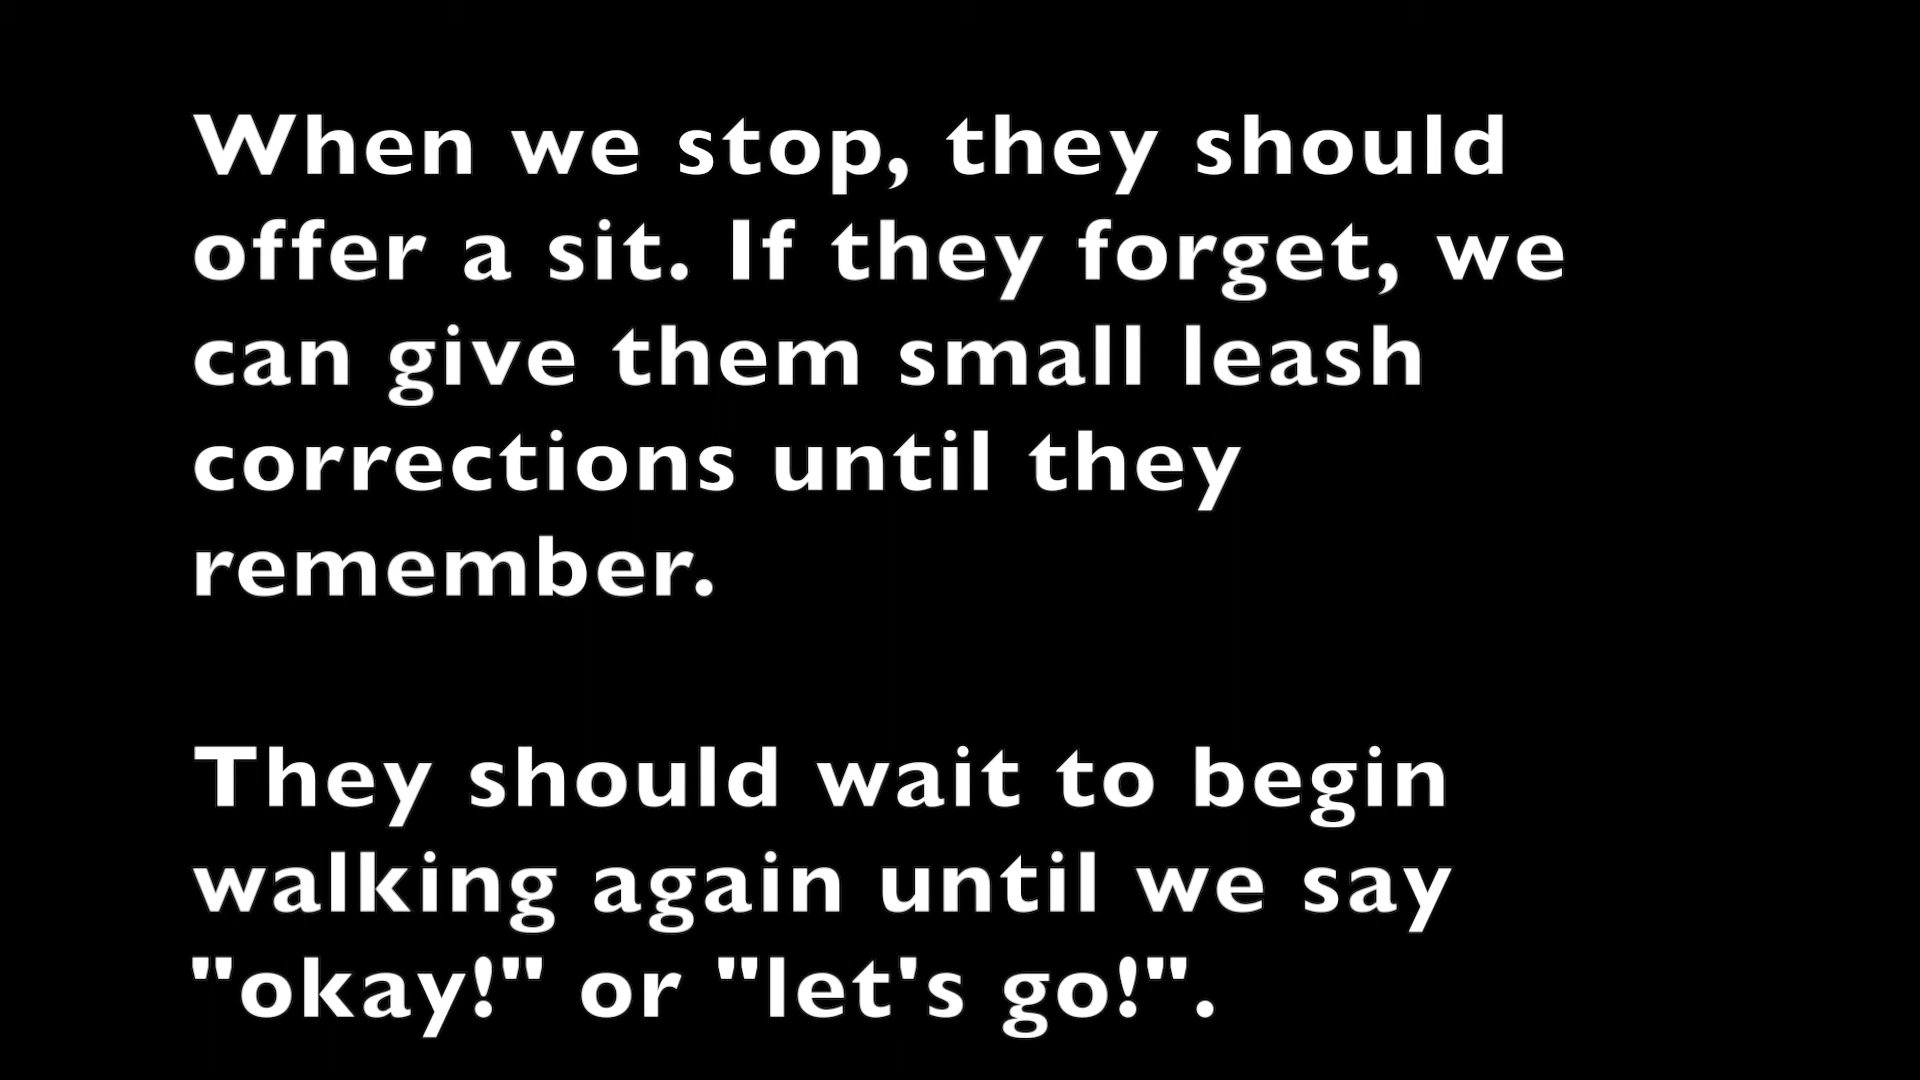 When we stop, they should
offer a sit. If they forget, we
can give them small leash
corrections until they
remember.
They should wait to begin
walking again until we say
"okay!" or "let's go!".